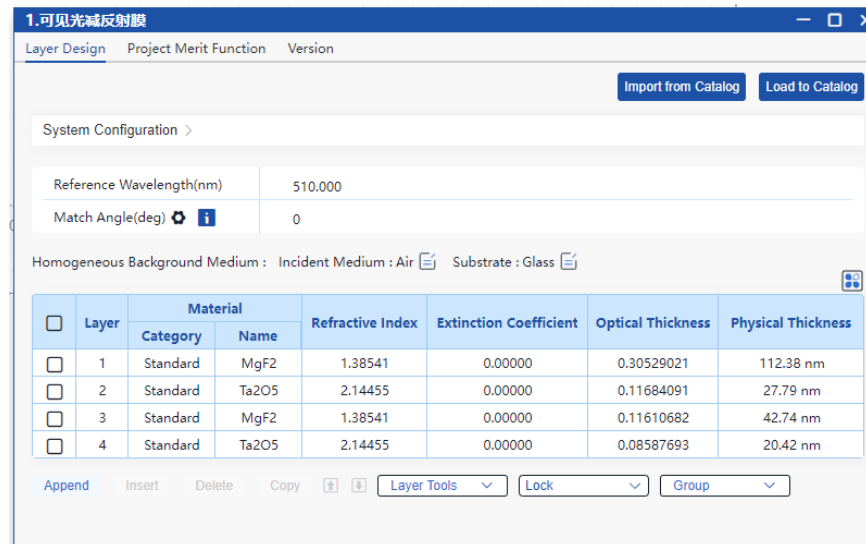 1.可见光减反射膜
Layer Design Project Merit Function Version
Import from Catalog Load to Catalog
System Configuration >
Reference Wavelength(nm) 510.000
Match Angle(deg) i 0
Homogeneous Background Medium : Incident Medium : Air Substrate : Glass
Layer Material Refractive Index Extinction Coefficient Optical Thickness Physical Thickness
Category Name
1 Standard MgF2 1.38541 0.00000 0.30529021 112.38 nm
2 Standard Ta2O5 2.14455 0.00000 0.11684091 27.79 nm
3 Standard MgF2 1.38541 0.00000 0.11610682 42.74 nm
4 Standard Ta2O5 2.14455 0.00000 0.08587693 20.42 nm
Append Insert Delete Copy Layer Tools Lock Group